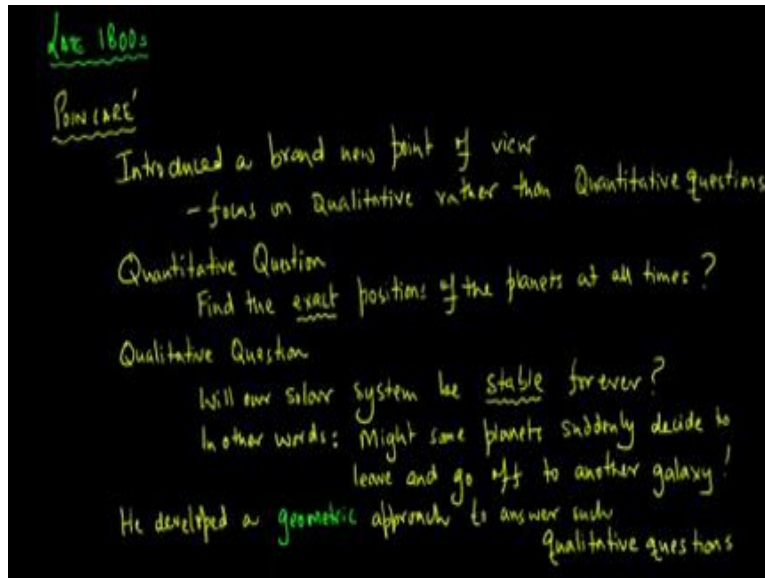 LATE 1800s
POINCARE'
Introduced a brand new point of view
- focus on Qualitative rather than Quantitative questions
Quantitative Question
Find the exact positions of the planets at all times?
Qualitative Question
Will our solar system be stable forever?
In other words: Might some planets suddenly decide to
leave and go off to another galaxy!
He developed a geometric approach to answer such
qualitative questions